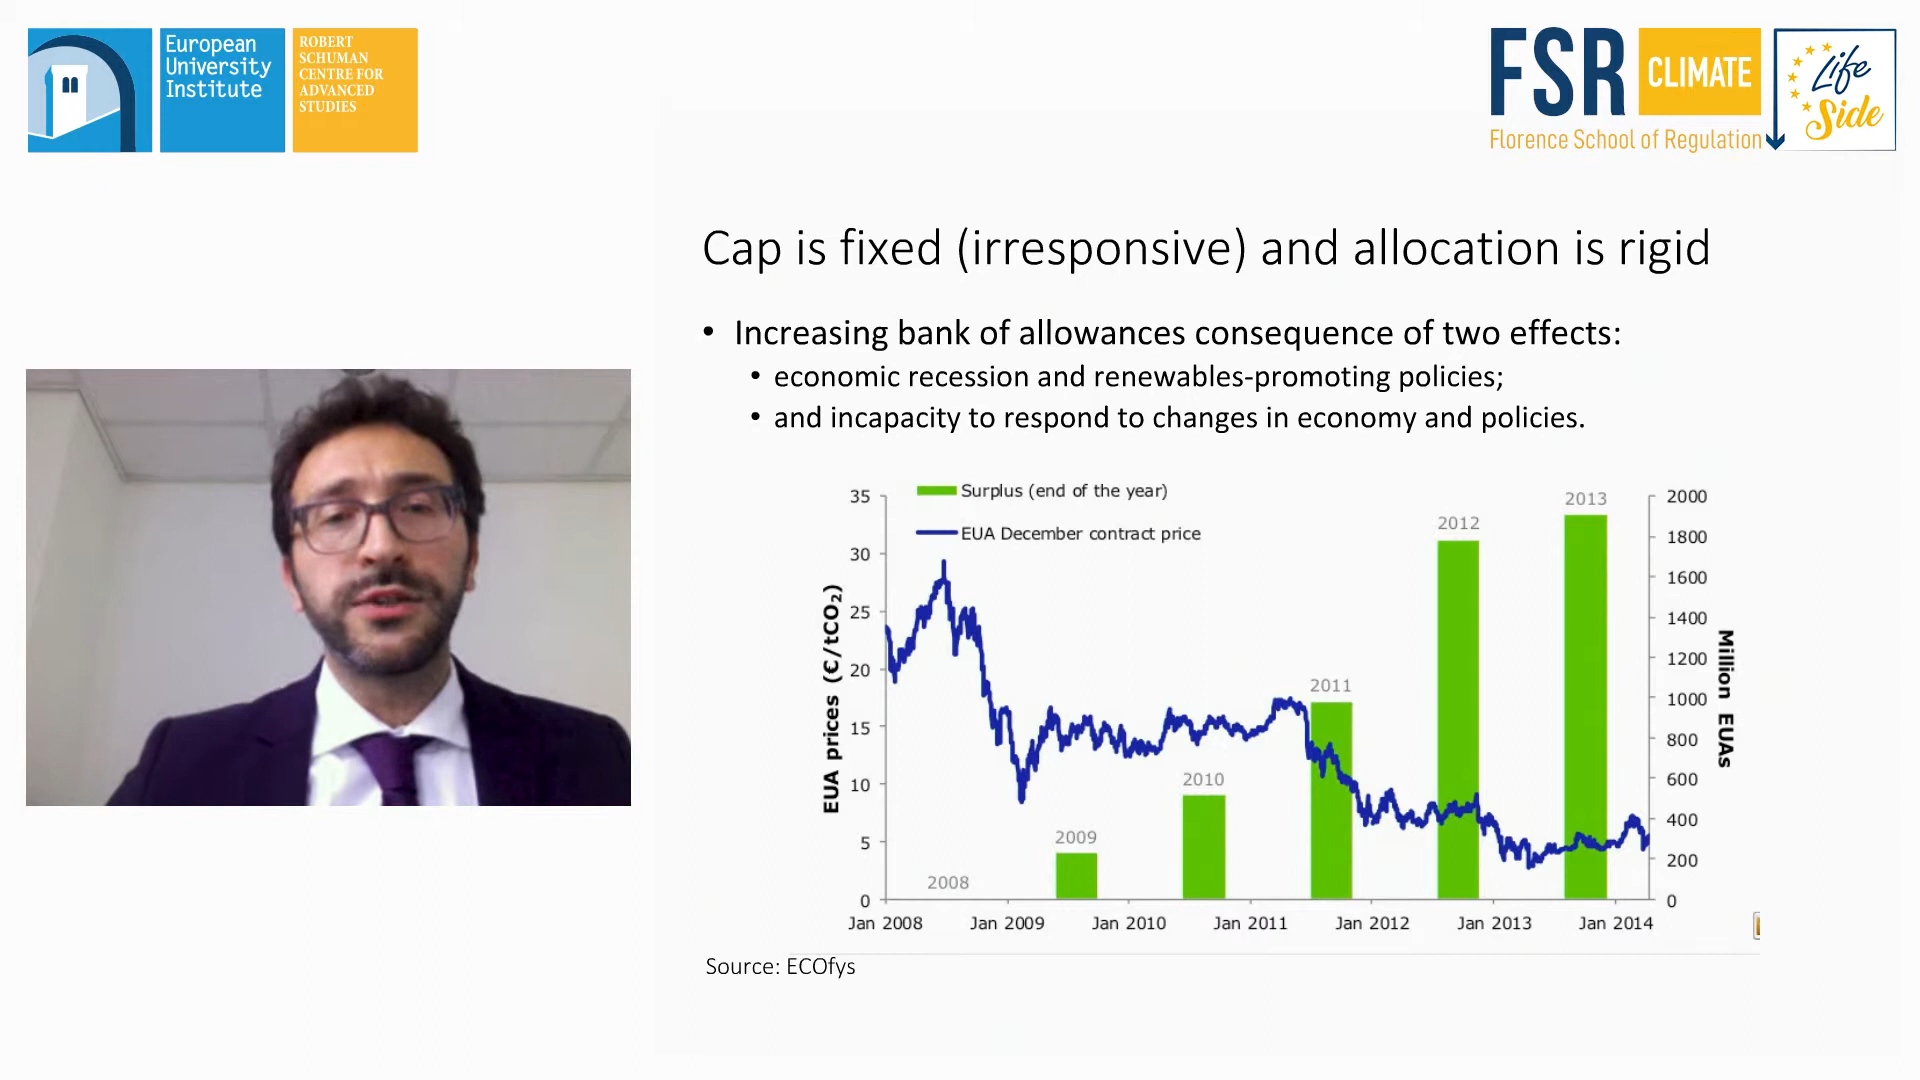 European
University
Institute
ROBERT
SCHUMAN
CENTRE FOR
ADVANCED
STUDIES
FSR
CLIMATE
Florence School of Regulation
Life
Side
Cap is fixed (irresponsive) and allocation is rigid
• Increasing bank of allowances consequence of two effects:
• economic recession and renewables-promoting policies;
• and incapacity to respond to changes in economy and policies.
Surplus (end of the year)
EUA December contract price
EUA prices (€/tCO₂)
35
30
25
20
15
10
5
0
2008
2009
2010
2011
2012
2013
2000
1800
1600
1400
1200
1000
800
600
400
200
0
Million EUAs
Jan 2008 Jan 2009 Jan 2010 Jan 2011 Jan 2012 Jan 2013 Jan 2014
Source: ECOfys